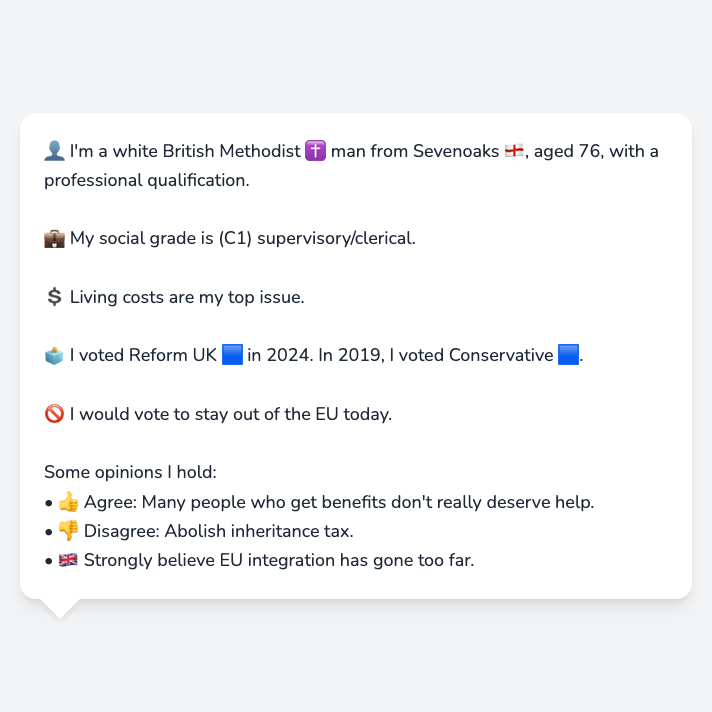 👤 I'm a white British Methodist ✝️ man from Sevenoaks 🏴󠁧󠁢󠁥󠁮󠁧󠁿, aged 76, with a
professional qualification.
💼 My social grade is (C1) supervisory/clerical.
💲 Living costs are my top issue.
🗳️ I voted Reform UK 🟦 in 2024. In 2019, I voted Conservative 🟦.
🚫 I would vote to stay out of the EU today.
Some opinions I hold:
• 👍 Agree: Many people who get benefits don't really deserve help.
• 👎 Disagree: Abolish inheritance tax.
• 🇬🇧 Strongly believe EU integration has gone too far.